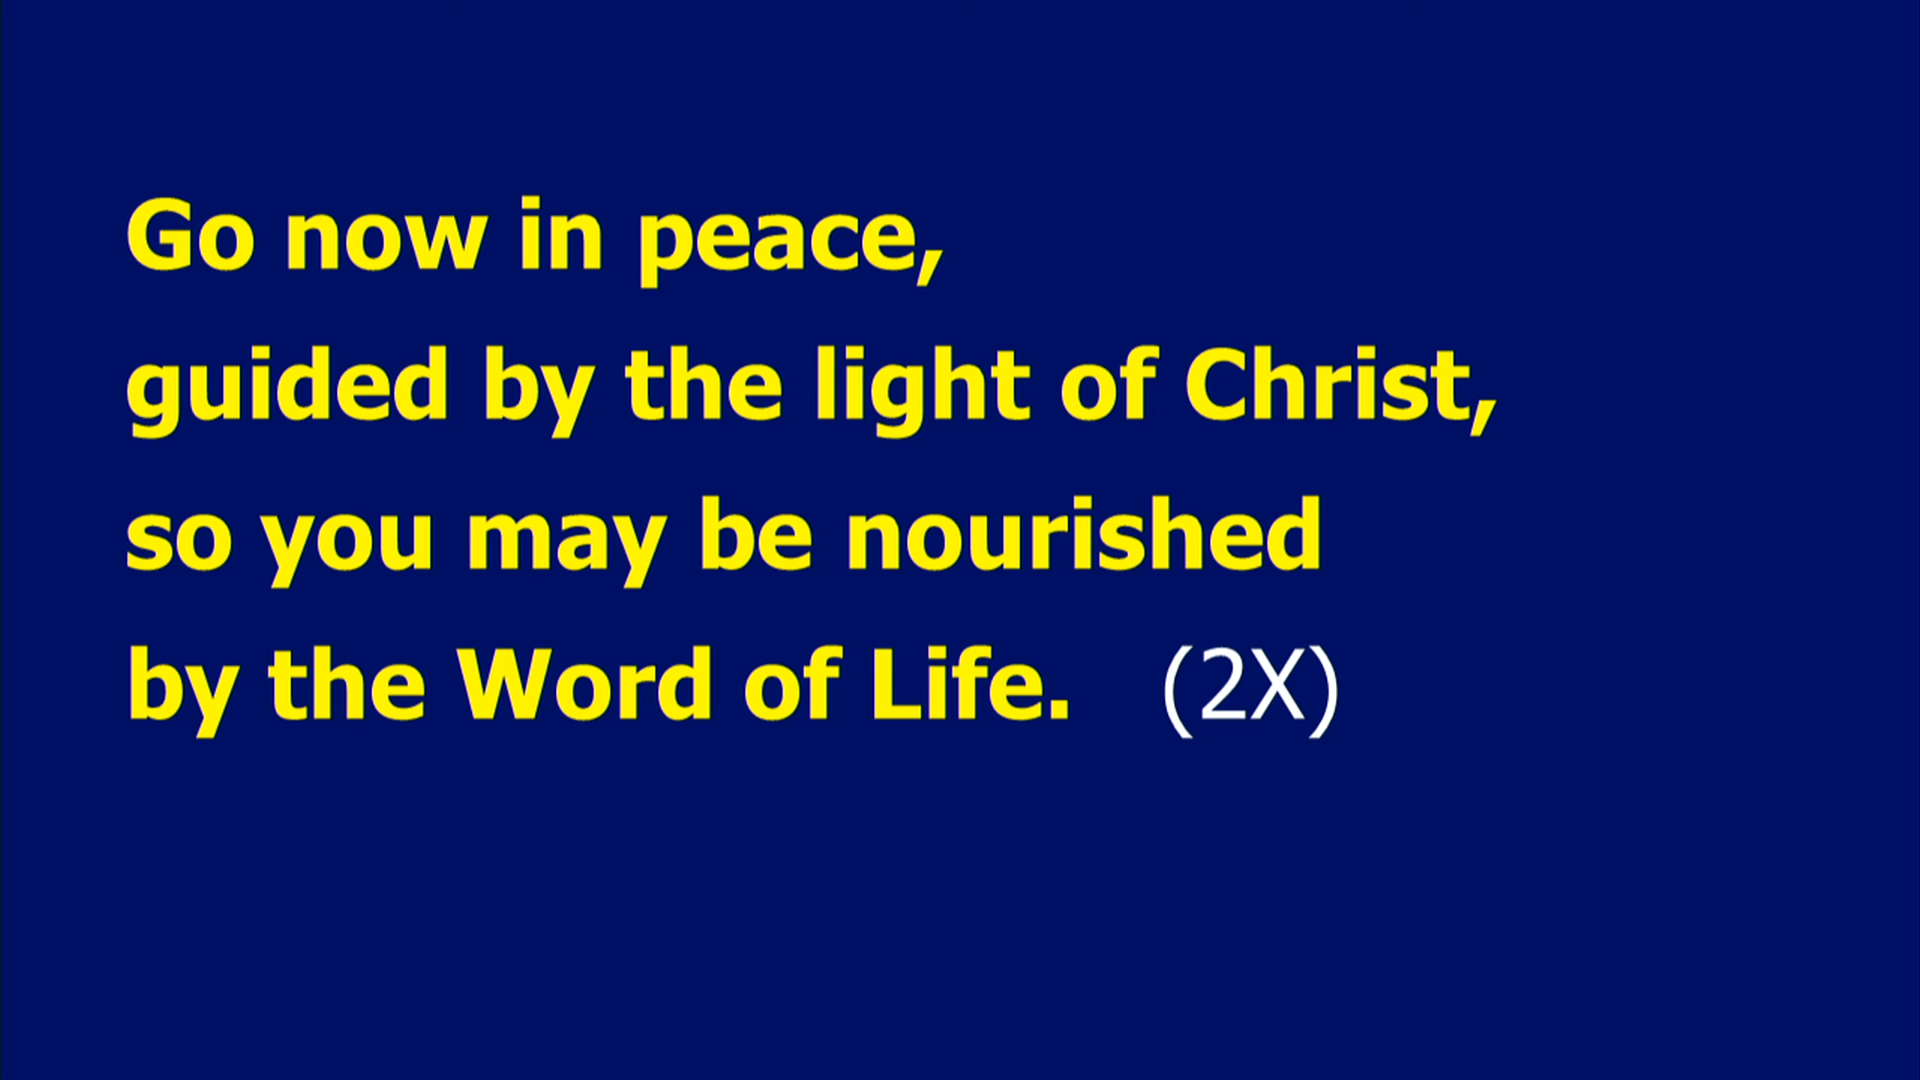 Go now in peace,
guided by the light of Christ,
so you may be nourished
by the Word of Life. (2X)